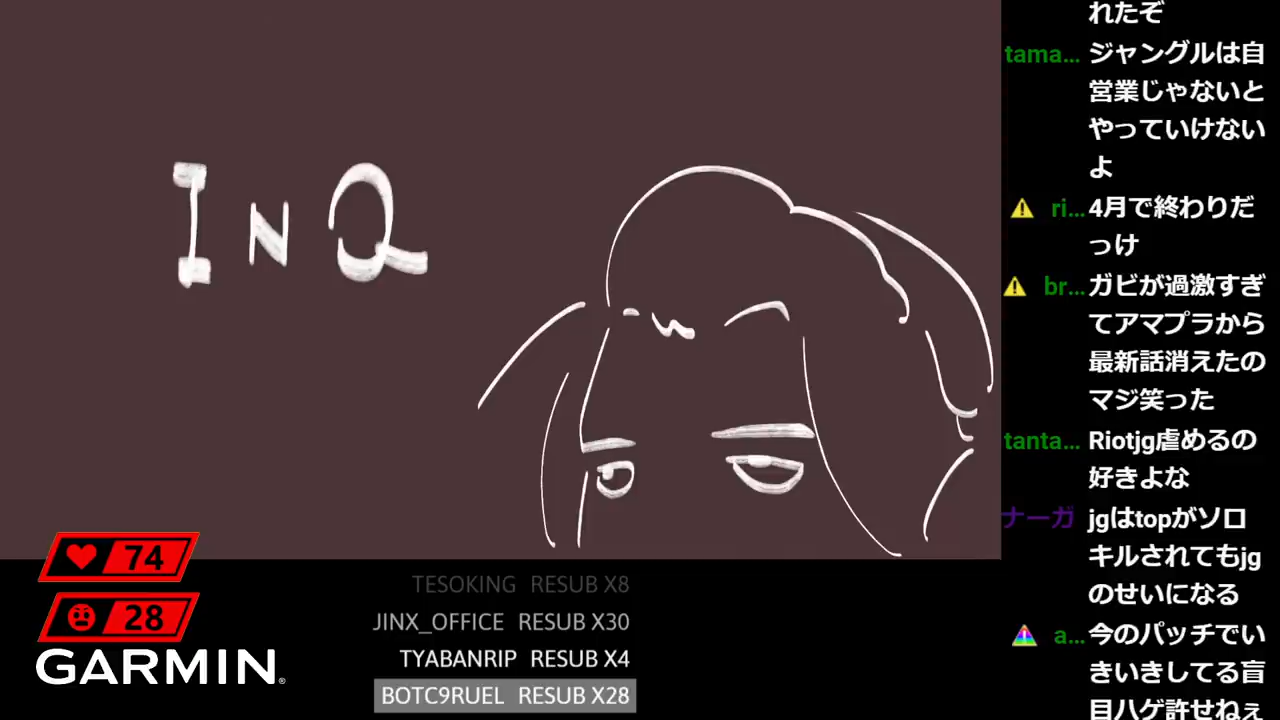 InQ
74
28
GARMIN
TESOKING RESUB X8
JINX_OFFICE RESUB X30
TYABANRIP RESUB X4
BOTC9RUEL RESUB X28
れたぞ
tama… ジャングルは自
営業じゃないと
やっていけない
よ
ri… 4月で終わりだ
っけ
br… ガビが過激すぎ
てアマプラから
最新話消えたの
マジ笑った
tanta… Riotjg虐めるの
好きよな
ナーガ jgはtopがソロ
キルされてもjg
のせいになる
a… 今のパッチでい
きいきしてる盲
目ハゲ許せねぇ